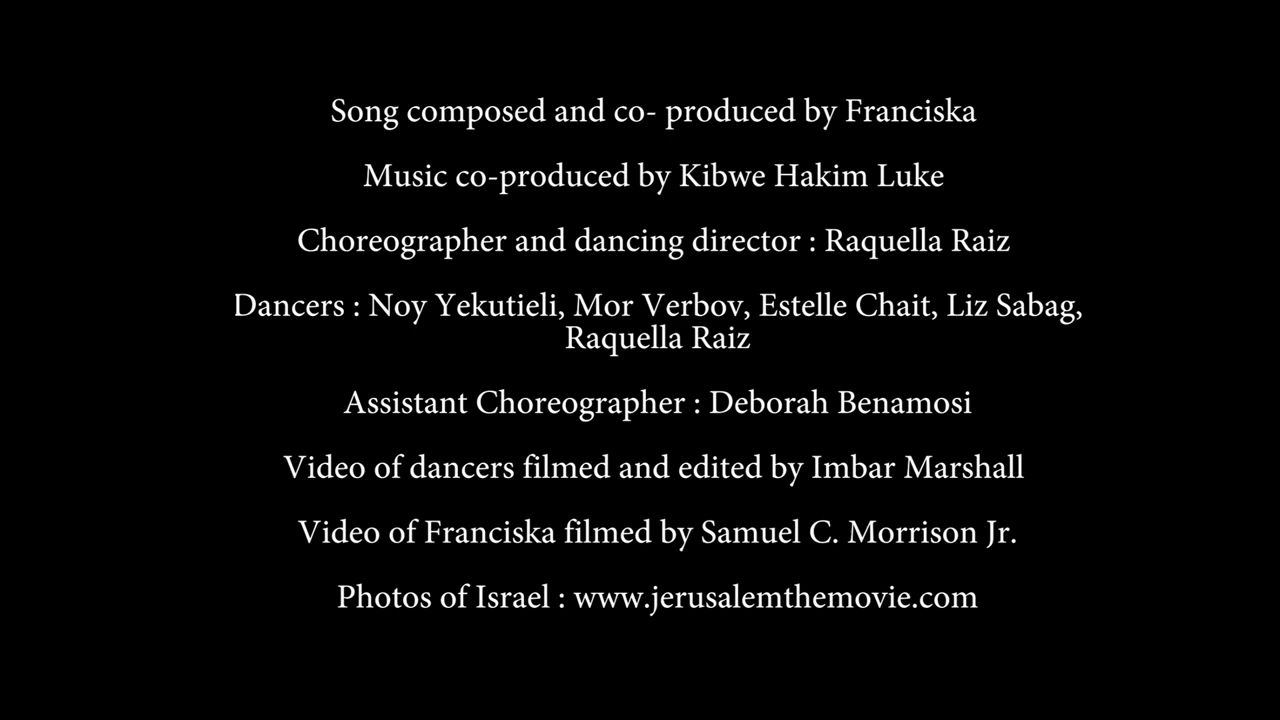 Song composed and co- produced by Franciska
Music co-produced by Kibwe Hakim Luke
Choreographer and dancing director : Raquella Raiz
Dancers : Noy Yekutieli, Mor Verbov, Estelle Chait, Liz Sabag,
Raquella Raiz
Assistant Choreographer : Deborah Benamosi
Video of dancers filmed and edited by Imbar Marshall
Video of Franciska filmed by Samuel C. Morrison Jr.
Photos of Israel : www.jerusalemthemovie.com